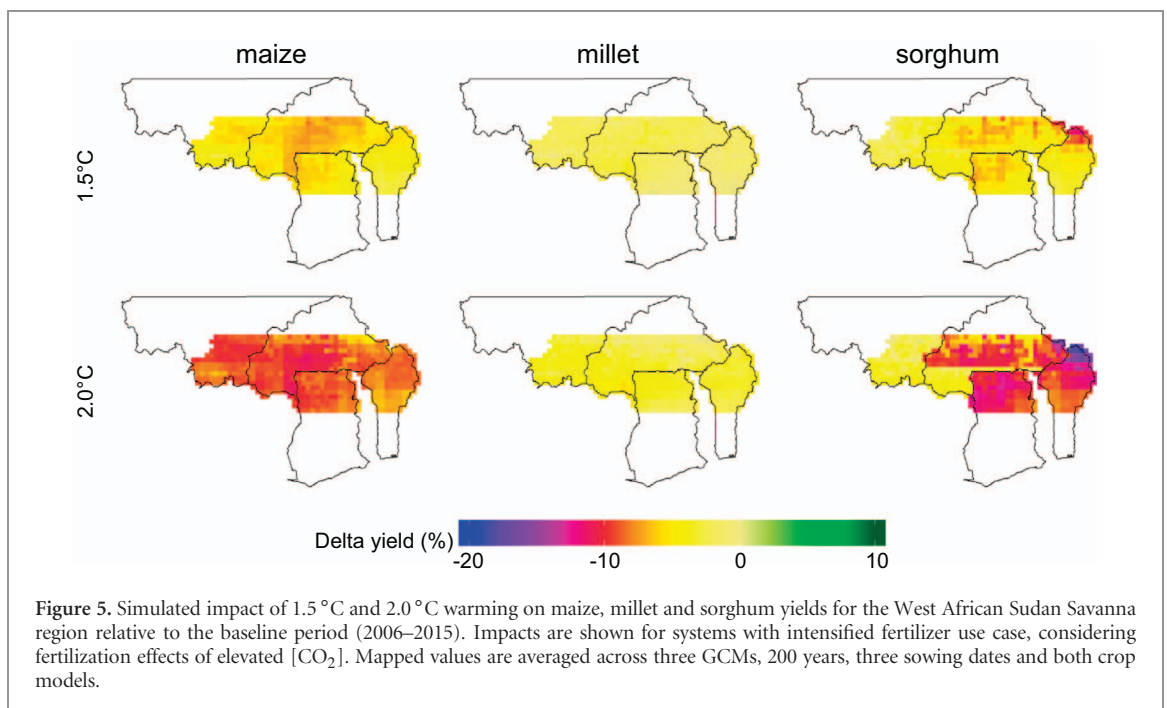 maize millet sorghum
1.5°C
2.0°C
Delta yield (%)
-20 -10 0 10
Figure 5. Simulated impact of 1.5 °C and 2.0 °C warming on maize, millet and sorghum yields for the West African Sudan Savanna
region relative to the baseline period (2006–2015). Impacts are shown for systems with intensified fertilizer use case, considering
fertilization effects of elevated [CO₂]. Mapped values are averaged across three GCMs, 200 years, three sowing dates and both crop
models.